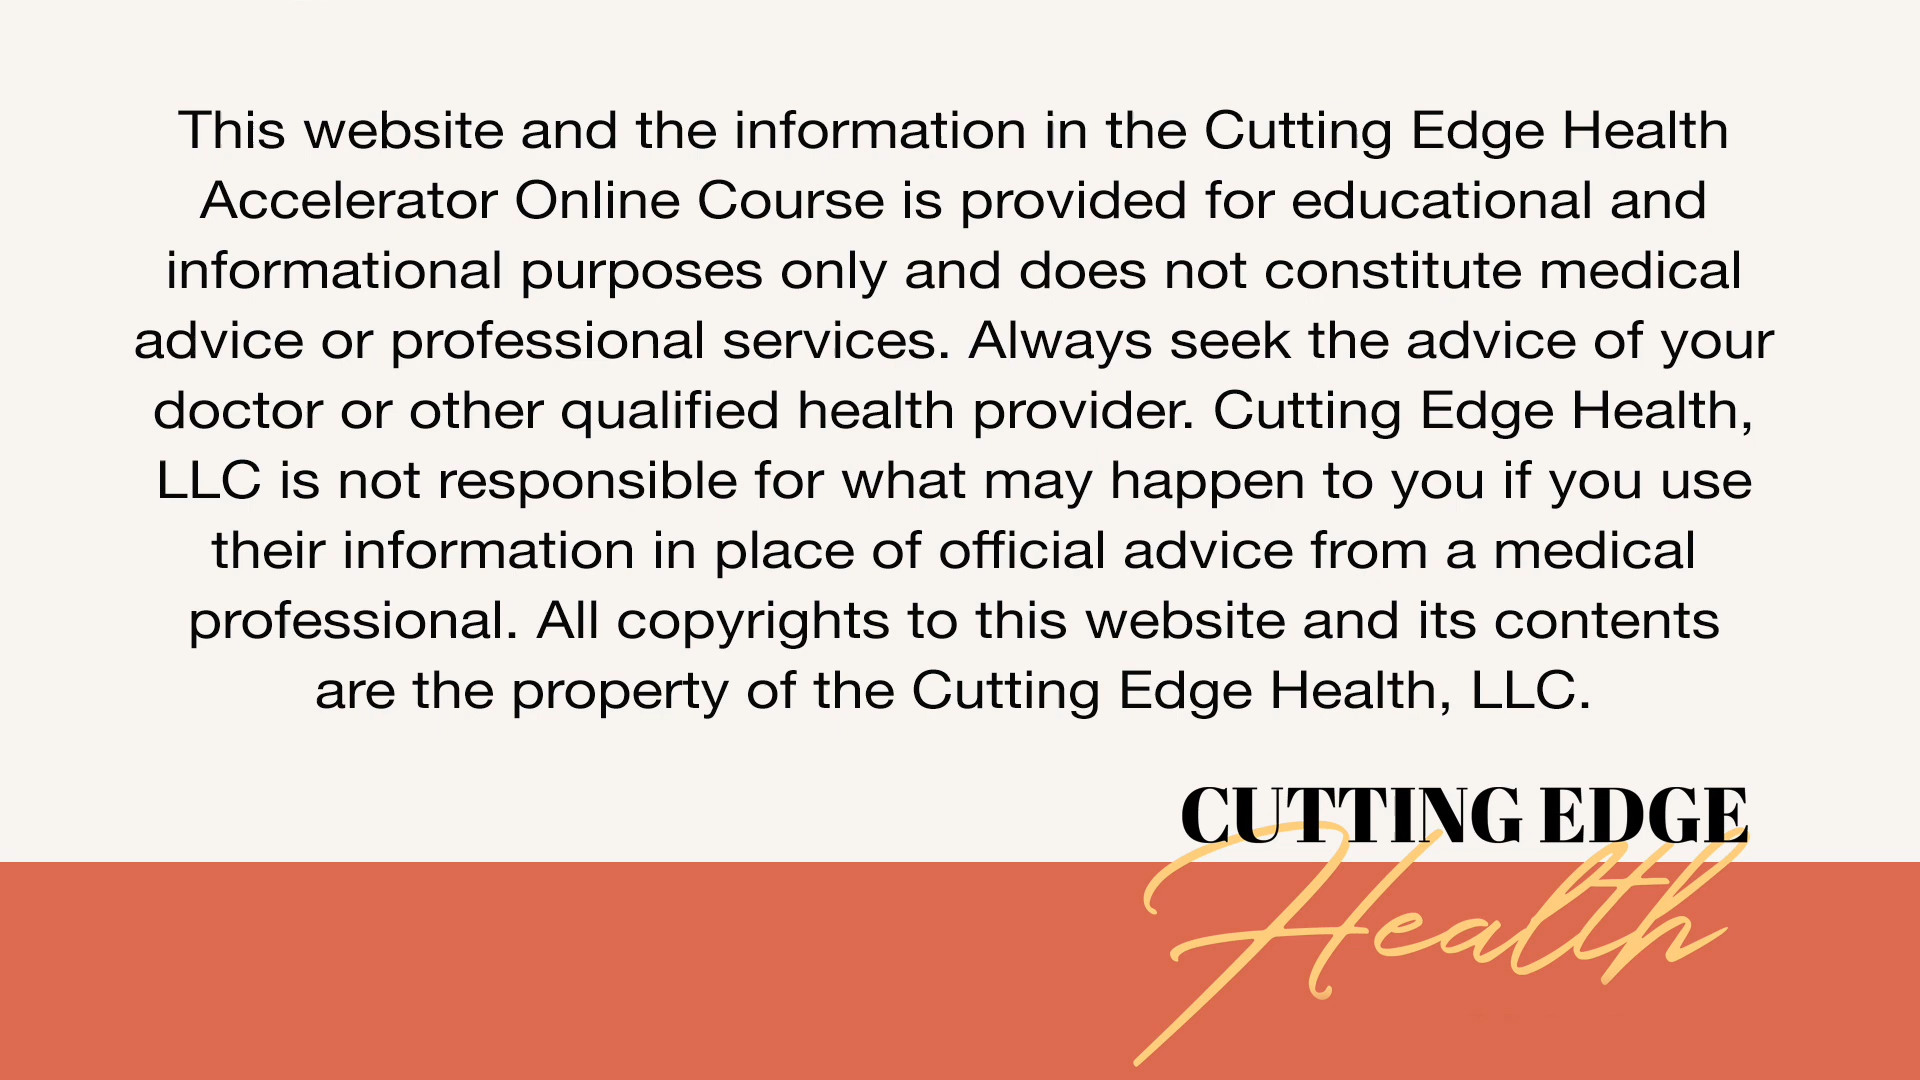 This website and the information in the Cutting Edge Health
Accelerator Online Course is provided for educational and
informational purposes only and does not constitute medical
advice or professional services. Always seek the advice of your
doctor or other qualified health provider. Cutting Edge Health,
LLC is not responsible for what may happen to you if you use
their information in place of official advice from a medical
professional. All copyrights to this website and its contents
are the property of the Cutting Edge Health, LLC.
CUTTING EDGE
Health